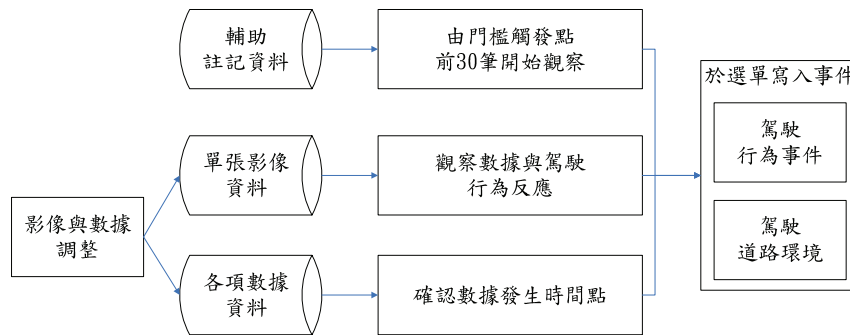 輔助
註記資料
由門檻觸發點
前30筆開始觀察
於選單寫入事件
駕駛
行為事件
單張影像
資料
觀察數據與駕駛
行為反應
影像與數據
調整
駕駛
道路環境
各項數據
資料
確認數據發生時間點